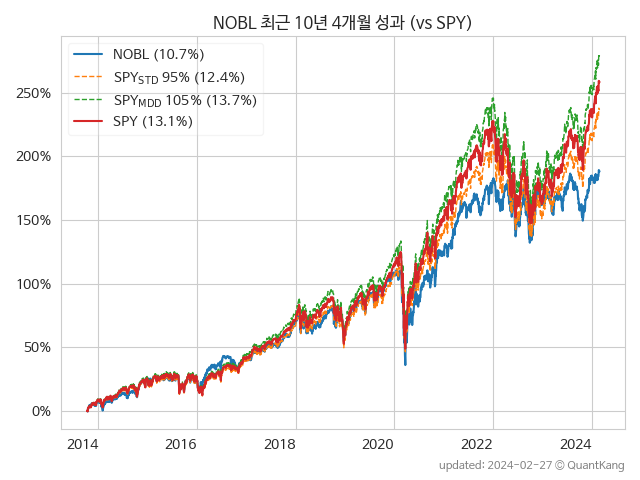 NOBL 최근 10년 4개월 성과 (vs SPY)
NOBL (10.7%)
SPY_STD 95% (12.4%)
SPY_MDD 105% (13.7%)
SPY (13.1%)
250%
200%
150%
100%
50%
0%
2014 2016 2018 2020 2022 2024
updated: 2024-02-27 © QuantKang